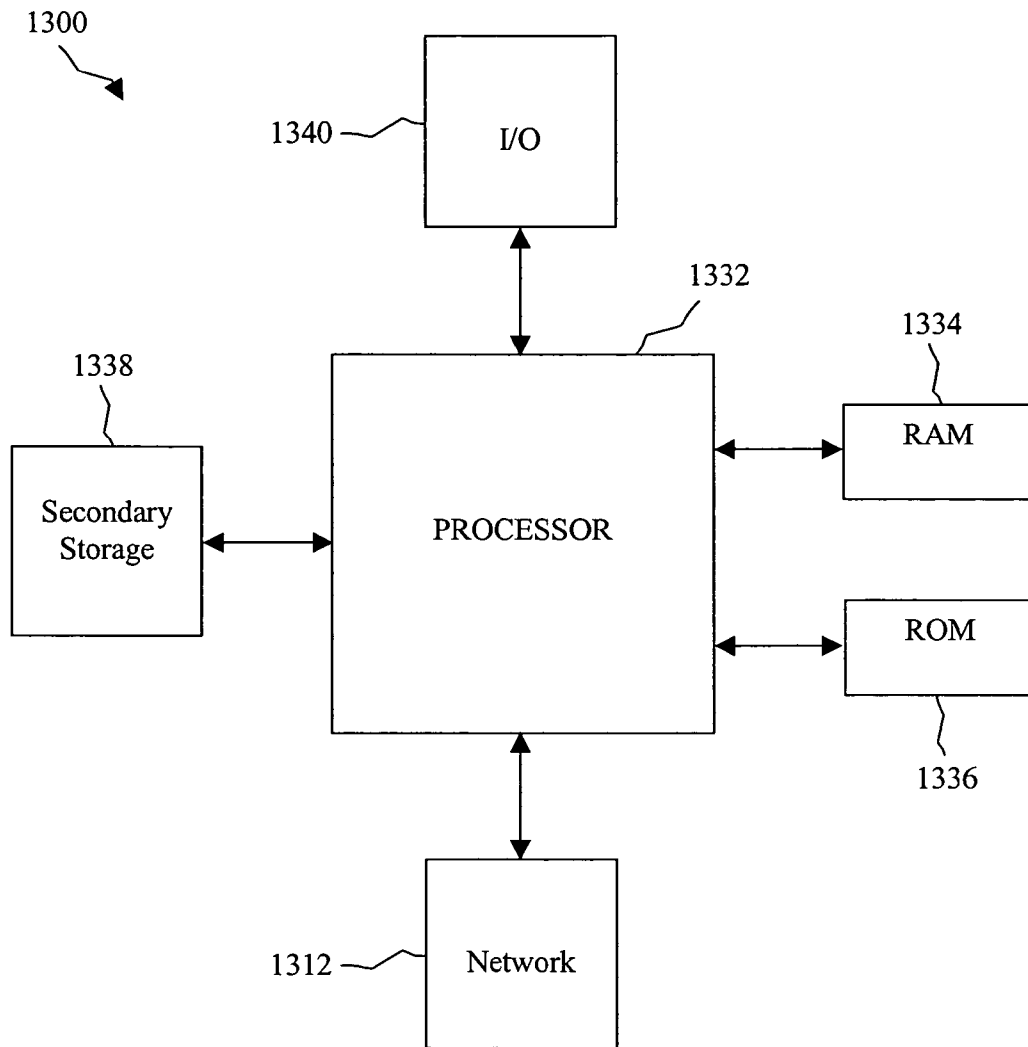 1300
1340
I/O
1332
1334
RAM
1338
Secondary
Storage
PROCESSOR
ROM
1336
1312
Network